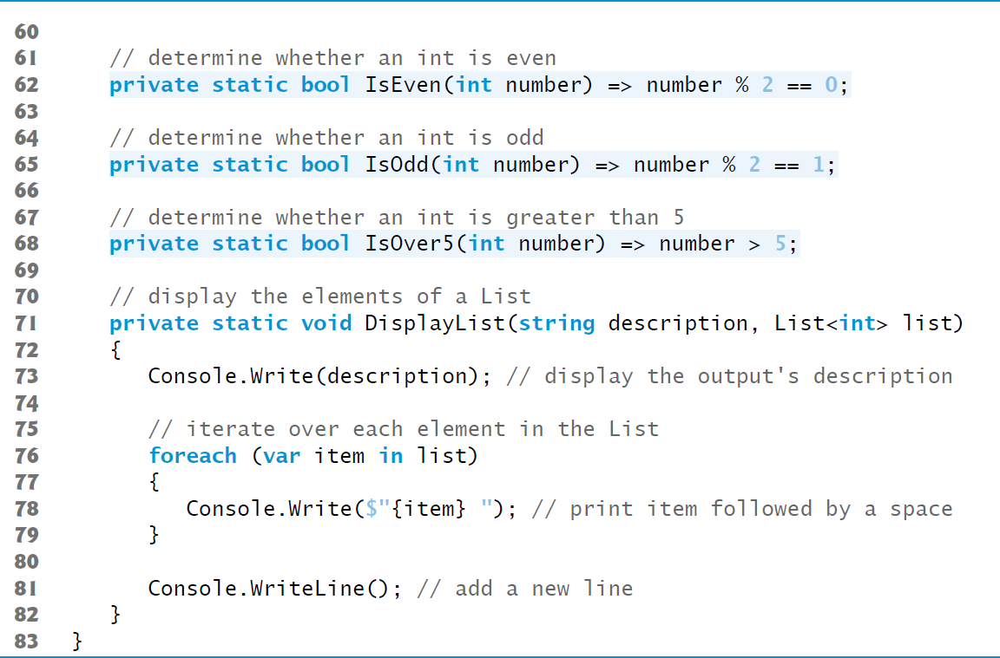 60
61 // determine whether an int is even
62 private static bool IsEven(int number) => number % 2 == 0;
63
64 // determine whether an int is odd
65 private static bool IsOdd(int number) => number % 2 == 1;
66
67 // determine whether an int is greater than 5
68 private static bool IsOver5(int number) => number > 5;
69
70 // display the elements of a List
71 private static void DisplayList(string description, List<int> list)
72 {
73 Console.Write(description); // display the output's description
74
75 // iterate over each element in the List
76 foreach (var item in list)
77 {
78 Console.Write($"{item} "); // print item followed by a space
79 }
80
81 Console.WriteLine(); // add a new line
82 }
83 }